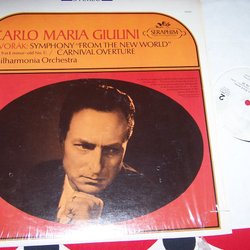 CARLO MARIA GIULINI
SERAPHIM
DVOŘÁK: SYMPHONY "FROM THE NEW WORLD"
CARNIVAL OVERTURE
Philharmonia Orchestra